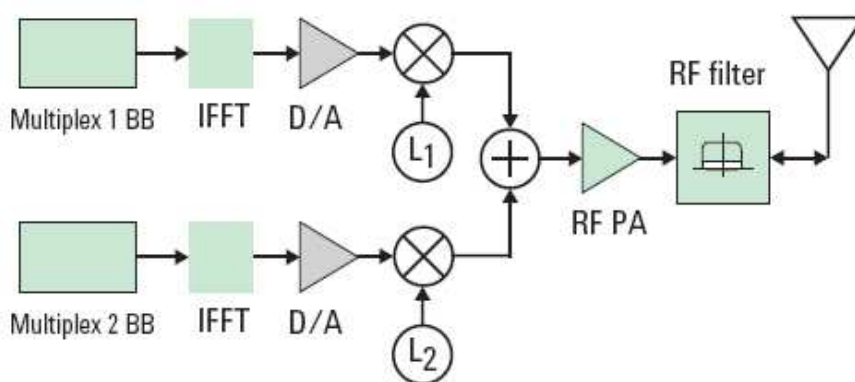 RF filter
Multiplex 1 BB
IFFT
D/A
L1
RF PA
Multiplex 2 BB
IFFT
D/A
L2